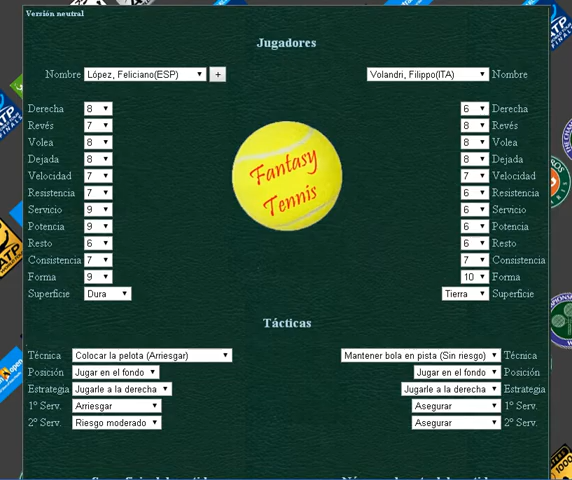 Versión neutral
Jugadores
Nombre López, Feliciano(ESP) + Volandri, Filippo(ITA) Nombre
Derecha 8 6 Derecha
Revés 7 8 Revés
Volea 8 8 Volea
Dejada 8 8 Dejada
Velocidad 7 7 Velocidad
Resistencia 7 6 Resistencia
Servicio 9 6 Servicio
Potencia 9 6 Potencia
Resto 6 6 Resto
Consistencia 7 7 Consistencia
Forma 9 10 Forma
Superficie Dura Tierra Superficie
Fantasy
Tennis
Tácticas
Técnica Colocar la pelota (Arriesgar) Mantener bola en pista (Sin riesgo) Técnica
Posición Jugar en el fondo Jugar en el fondo Posición
Estrategia Jugarle a la derecha Jugarle a la derecha Estrategia
1º Serv. Arriesgar Asegurar 1º Serv.
2º Serv. Riesgo moderado Asegurar 2º Serv.
ATP
FINALS
ATP
1000